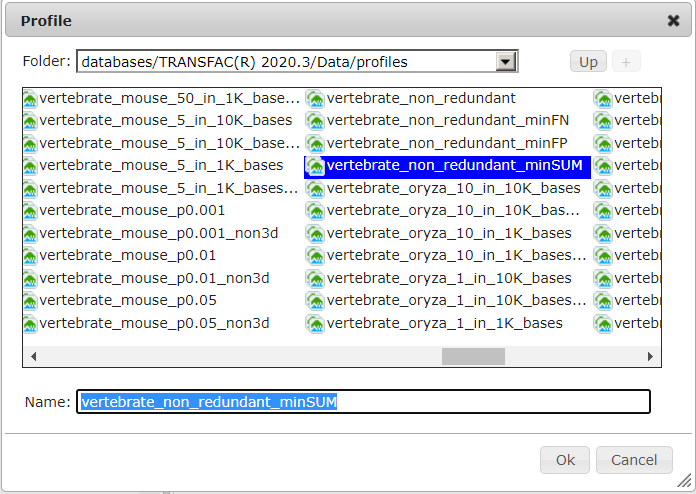 Profile
Folder: databases/TRANSFAC(R) 2020.3/Data/profiles Up +
vertebrate_mouse_50_in_1K_base... vertebrate_non_redundant vertebr
vertebrate_mouse_5_in_10K_bases vertebrate_non_redundant_minFN vertebr
vertebrate_mouse_5_in_10K_base... vertebrate_non_redundant_minFP vertebr
vertebrate_mouse_5_in_1K_bases vertebrate_non_redundant_minSUM vertebr
vertebrate_mouse_5_in_1K_bases... vertebrate_oryza_10_in_10K_bases vertebr
vertebrate_mouse_p0.001 vertebrate_oryza_10_in_10K_bas... vertebr
vertebrate_mouse_p0.001_non3d vertebrate_oryza_10_in_1K_bases vertebr
vertebrate_mouse_p0.01 vertebrate_oryza_10_in_1K_bases... vertebr
vertebrate_mouse_p0.01_non3d vertebrate_oryza_1_in_10K_bases vertebr
vertebrate_mouse_p0.05 vertebrate_oryza_1_in_10K_bases... vertebr
vertebrate_mouse_p0.05_non3d vertebrate_oryza_1_in_1K_bases vertebr
Name: vertebrate_non_redundant_minSUM
Ok Cancel